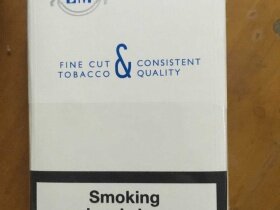 FINE CUT & CONSISTENT
TOBACCO QUALITY
Smoking